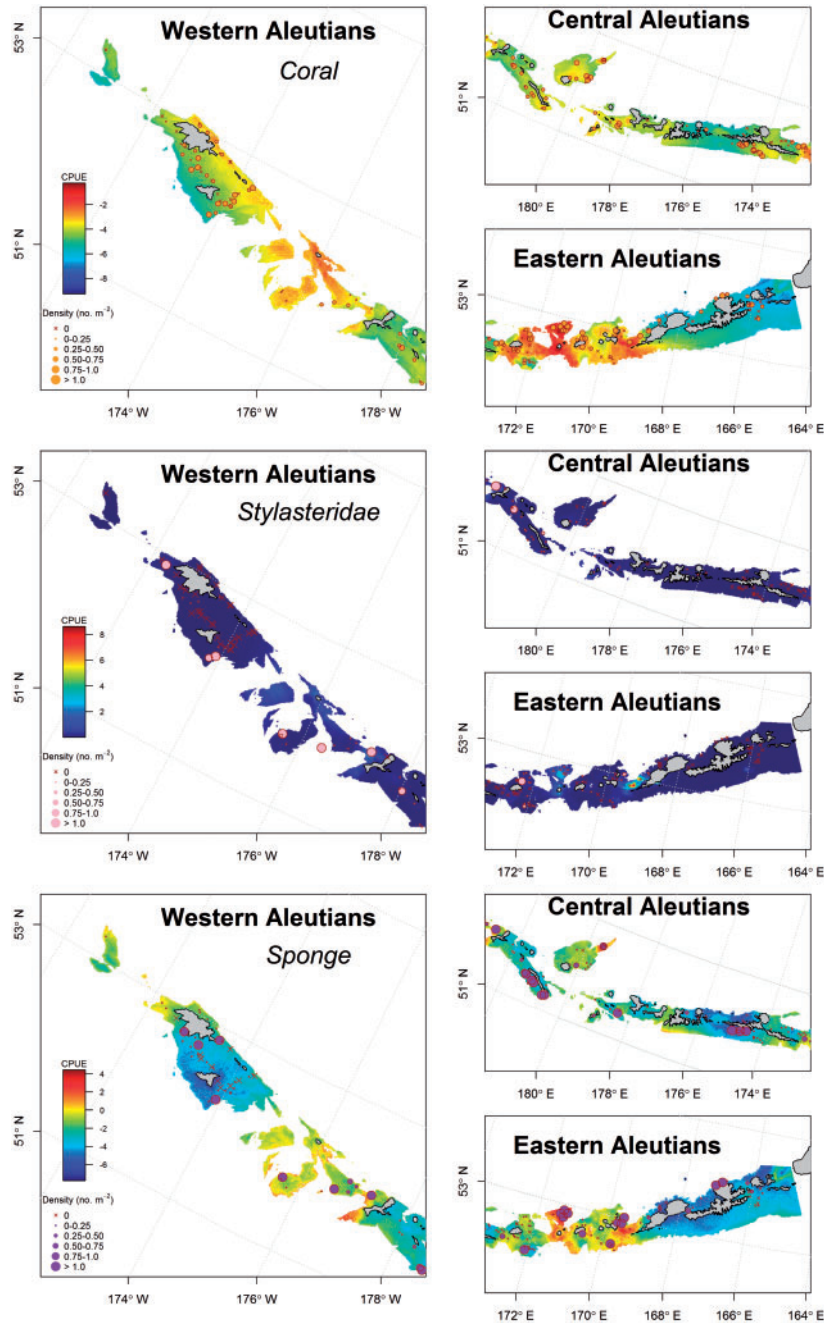 Western Aleutians
Coral
53° N
51° N
CPUE
-2
-4
-6
-8
Density (no. m⁻²)
0
0-0.25
0.25-0.50
0.50-0.75
0.75-1.0
> 1.0
174° W
176° W
178° W
Central Aleutians
51° N
180° E
178° E
176° E
174° E
Eastern Aleutians
53° N
172° E
170° E
168° E
166° E
164° E
Western Aleutians
Stylasteridae
53° N
51° N
CPUE
8
6
4
2
Density (no. m⁻²)
0
0-0.25
0.25-0.50
0.50-0.75
0.75-1.0
> 1.0
174° W
176° W
178° W
Central Aleutians
51° N
180° E
178° E
176° E
174° E
Eastern Aleutians
53° N
172° E
170° E
168° E
166° E
164° E
Western Aleutians
Sponge
53° N
51° N
CPUE
4
2
0
-2
-4
-6
Density (no. m⁻²)
0
0-0.25
0.25-0.50
0.50-0.75
0.75-1.0
> 1.0
174° W
176° W
178° W
Central Aleutians
51° N
180° E
178° E
176° E
174° E
Eastern Aleutians
53° N
172° E
170° E
168° E
166° E
164° E